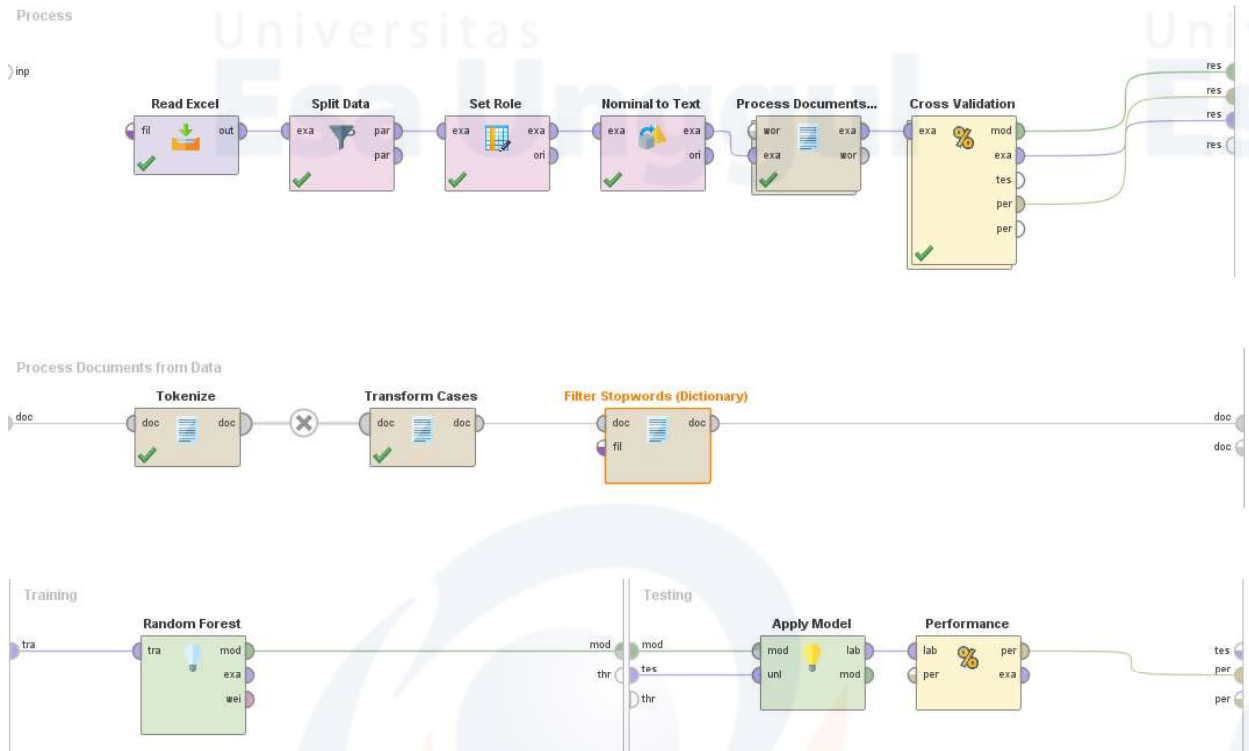 Process
Universitas
Esa Unggul
Uni
Es
inp
res
res
res
res
Read Excel
fil out
Split Data
exa par
par
Set Role
exa exa
ori
Nominal to Text
exa exa
ori
Process Documents...
wor exa
exa wor
Cross Validation
exa mod
exa
tes
per
per
Process Documents from Data
doc
Tokenize
doc doc
Transform Cases
doc doc
Filter Stopwords (Dictionary)
doc doc
fil
doc
doc
Training
tra
Random Forest
tra mod
exa
wei
mod
thr
Testing
mod
tes
thr
Apply Model
mod lab
unl mod
Performance
lab per
per exa
tes
per
per